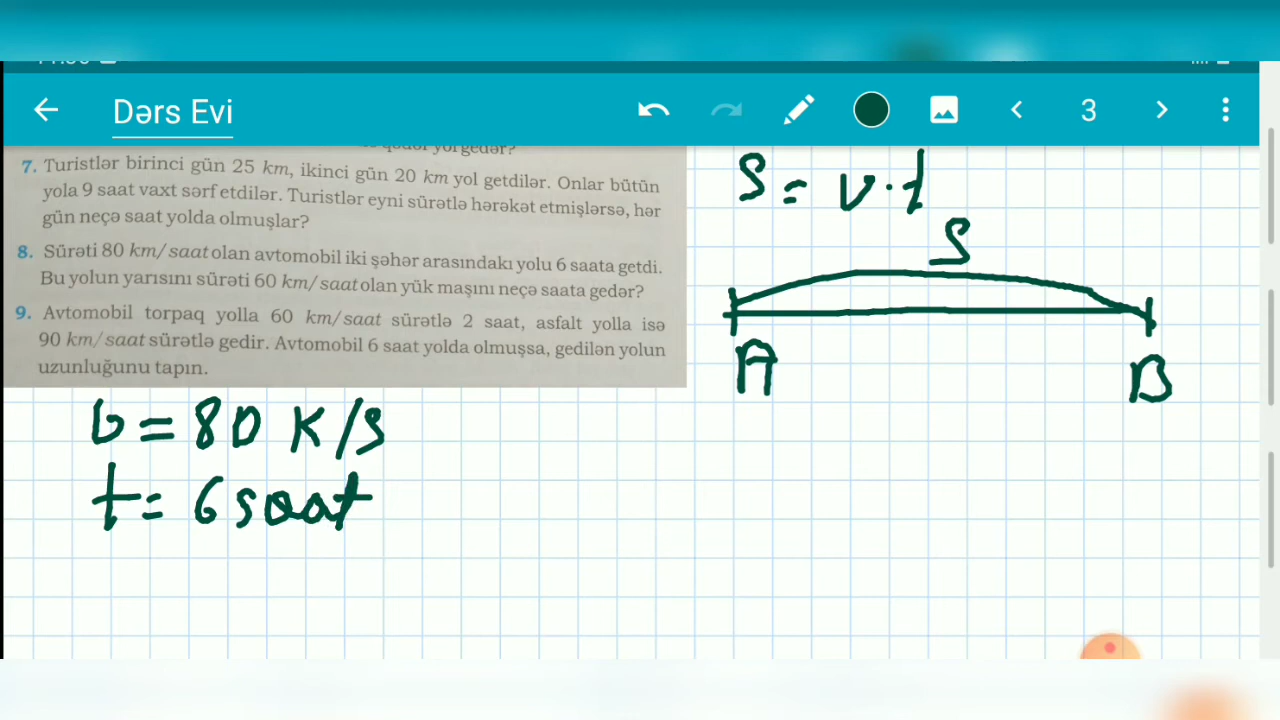 Dərs Evi
3
yol gedər?
7. Turistlər birinci gün 25 km, ikinci gün 20 km yol getdilər. Onlar bütün
yola 9 saat vaxt sərf etdilər. Turistlər eyni sürətlə hərəkət etmişlərsə, hər
gün neçə saat yolda olmuşlar?
8. Sürəti 80 km/saat olan avtomobil iki şəhər arasındakı yolu 6 saata getdi.
Bu yolun yarısını sürəti 60 km/saat olan yük maşını neçə saata gedər?
9. Avtomobil torpaq yolla 60 km/saat sürətlə 2 saat, asfalt yolla isə
90 km/saat sürətlə gedir. Avtomobil 6 saat yolda olmuşsa, gedilən yolun
uzunluğunu tapın.
S = v·t
S
A B
v = 80 K/S
t = 6 saat